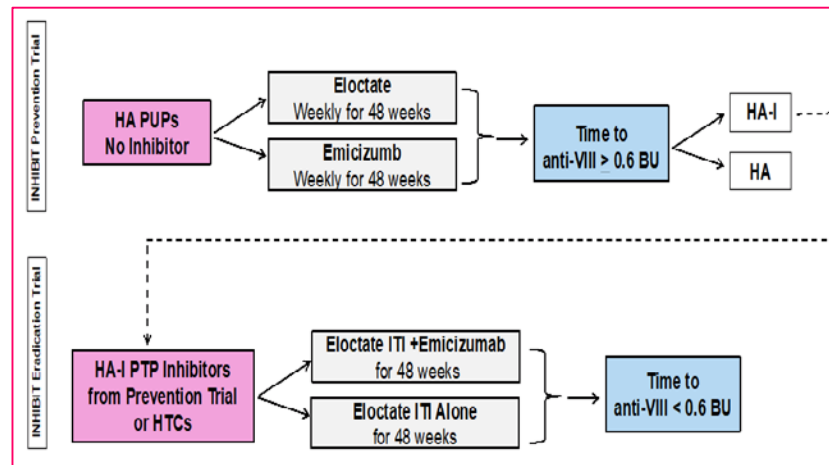 INHIBIT Prevention Trial
HA PUPs
No Inhibitor
Eloctate
Weekly for 48 weeks
Emicizumb
Weekly for 48 weeks
Time to
anti-VIII ≥ 0.6 BU
HA-I
HA
INHIBIT Eradication Trial
HA-I PTP Inhibitors
from Prevention Trial
or HTCs
Eloctate ITI +Emicizumab
for 48 weeks
Eloctate ITI Alone
for 48 weeks
Time to
anti-VIII < 0.6 BU